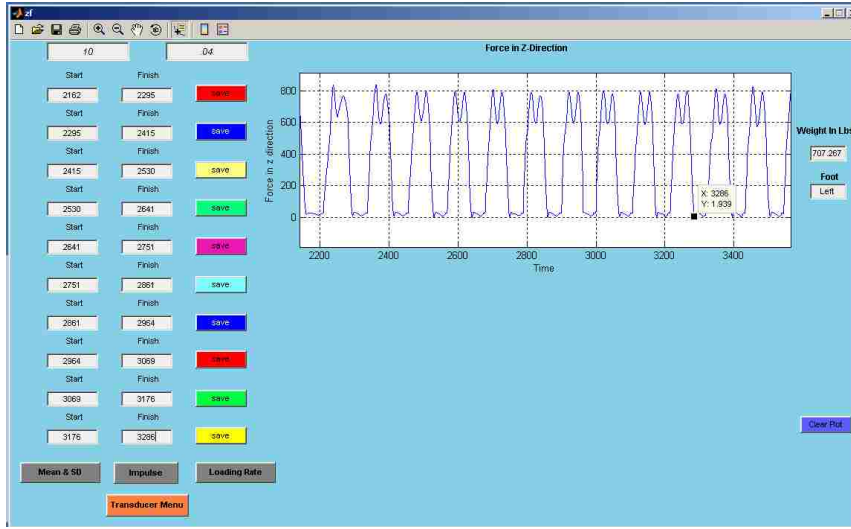 zf
10 .04
Force in Z-Direction
Start Finish
2162 2295 save
Start Finish
2295 2415 save
Start Finish
2415 2530 save
Start Finish
2530 2641 save
Start Finish
2641 2751 save
Start Finish
2751 2861 save
Start Finish
2861 2964 save
Start Finish
2964 3069 save
Start Finish
3069 3176 save
Start Finish
3176 3286 save
Mean & SD Impulse Loading Rate
Transducer Menu
Force in z direction
800
600
400
200
0
X: 3286
Y: 1.939
2200 2400 2600 2800 3000 3200 3400
Time
Weight In Lbs
707.267
Foot
Left
Clear Plot